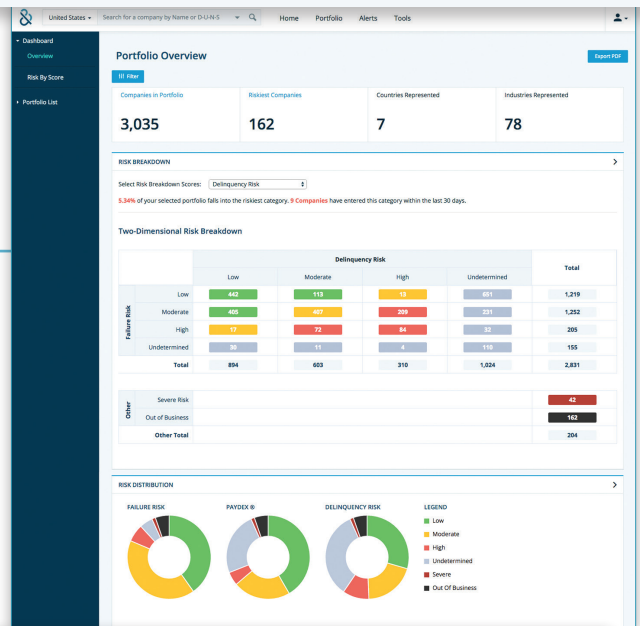 United States
Search for a company by Name or D-U-N-S
Home Portfolio Alerts Tools
Dashboard
Overview
Risk By Score
Portfolio List
Portfolio Overview
Export PDF
Filter
Companies in Portfolio Riskiest Companies Countries Represented Industries Represented
3,035 162 7 78
RISK BREAKDOWN
Select Risk Breakdown Scores: Delinquency Risk
5.34% of your selected portfolio falls into the riskiest category. 9 Companies have entered this category within the last 30 days.
Two-Dimensional Risk Breakdown
Delinquency Risk Total
Low Moderate High Undetermined
Failure Risk
Low 442 113 13 651 1,219
Moderate 405 407 209 231 1,252
High 17 72 84 32 205
Undetermined 30 11 4 110 155
Total 894 603 310 1,024 2,831
Other
Severe Risk 42
Out of Business 162
Other Total 204
RISK DISTRIBUTION
FAILURE RISK PAYDEX ® DELINQUENCY RISK LEGEND
Low
Moderate
High
Undetermined
Severe
Out Of Business